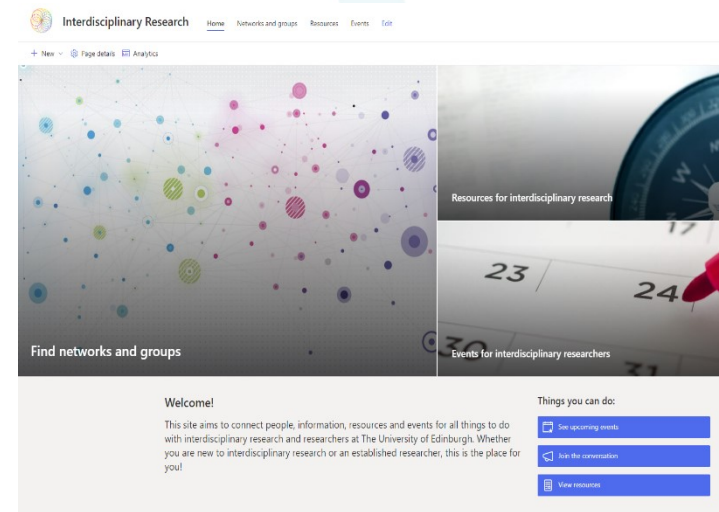 Interdisciplinary Research
Home Networks and groups Resources Events Edit
+ New Page details Analytics
Find networks and groups
W N
Resources for interdisciplinary research
17
23 24
30 31
Events for interdisciplinary researchers
Welcome!
This site aims to connect people, information, resources and events for all things to do
with interdisciplinary research and researchers at The University of Edinburgh. Whether
you are new to interdisciplinary research or an established researcher, this is the place for
you!
Things you can do:
See upcoming events
Join the conversation
View resources